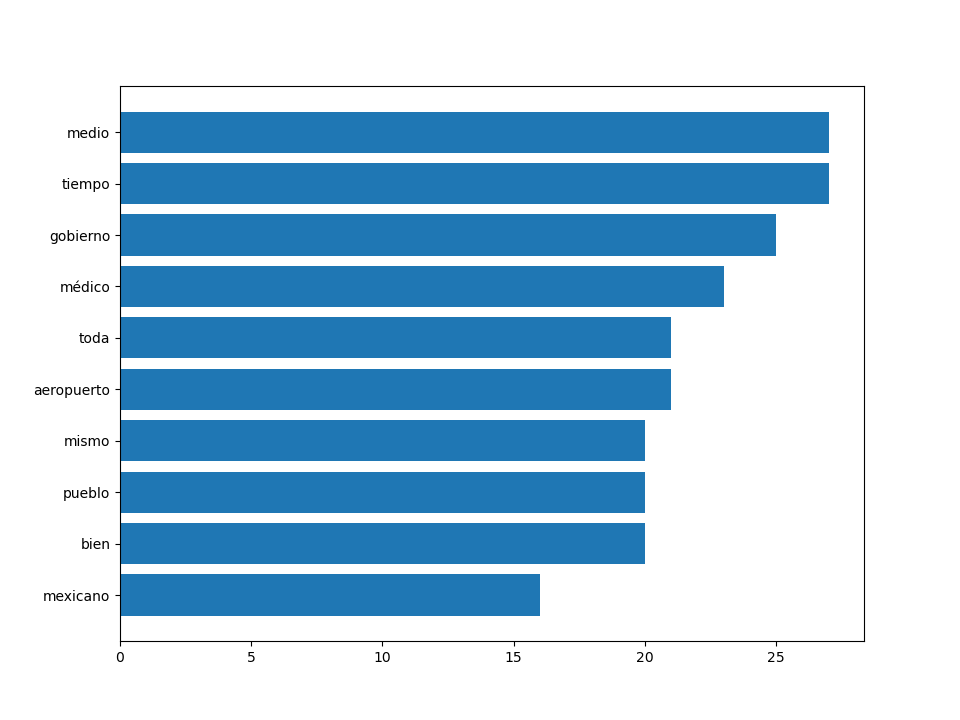 medio
tiempo
gobierno
médico
toda
aeropuerto
mismo
pueblo
bien
mexicano
0 5 10 15 20 25